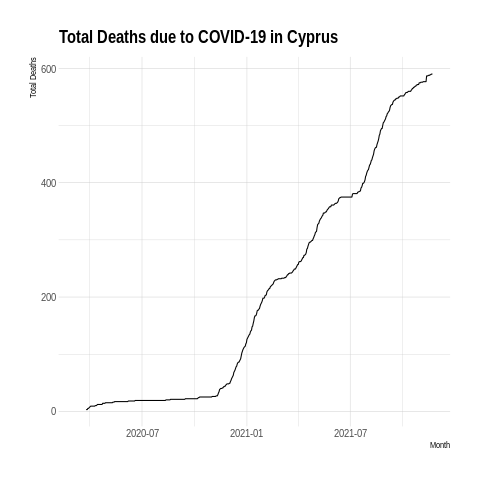 Total Deaths due to COVID-19 in Cyprus
Total Deaths
600
400
200
0
2020-07 2021-01 2021-07
Month